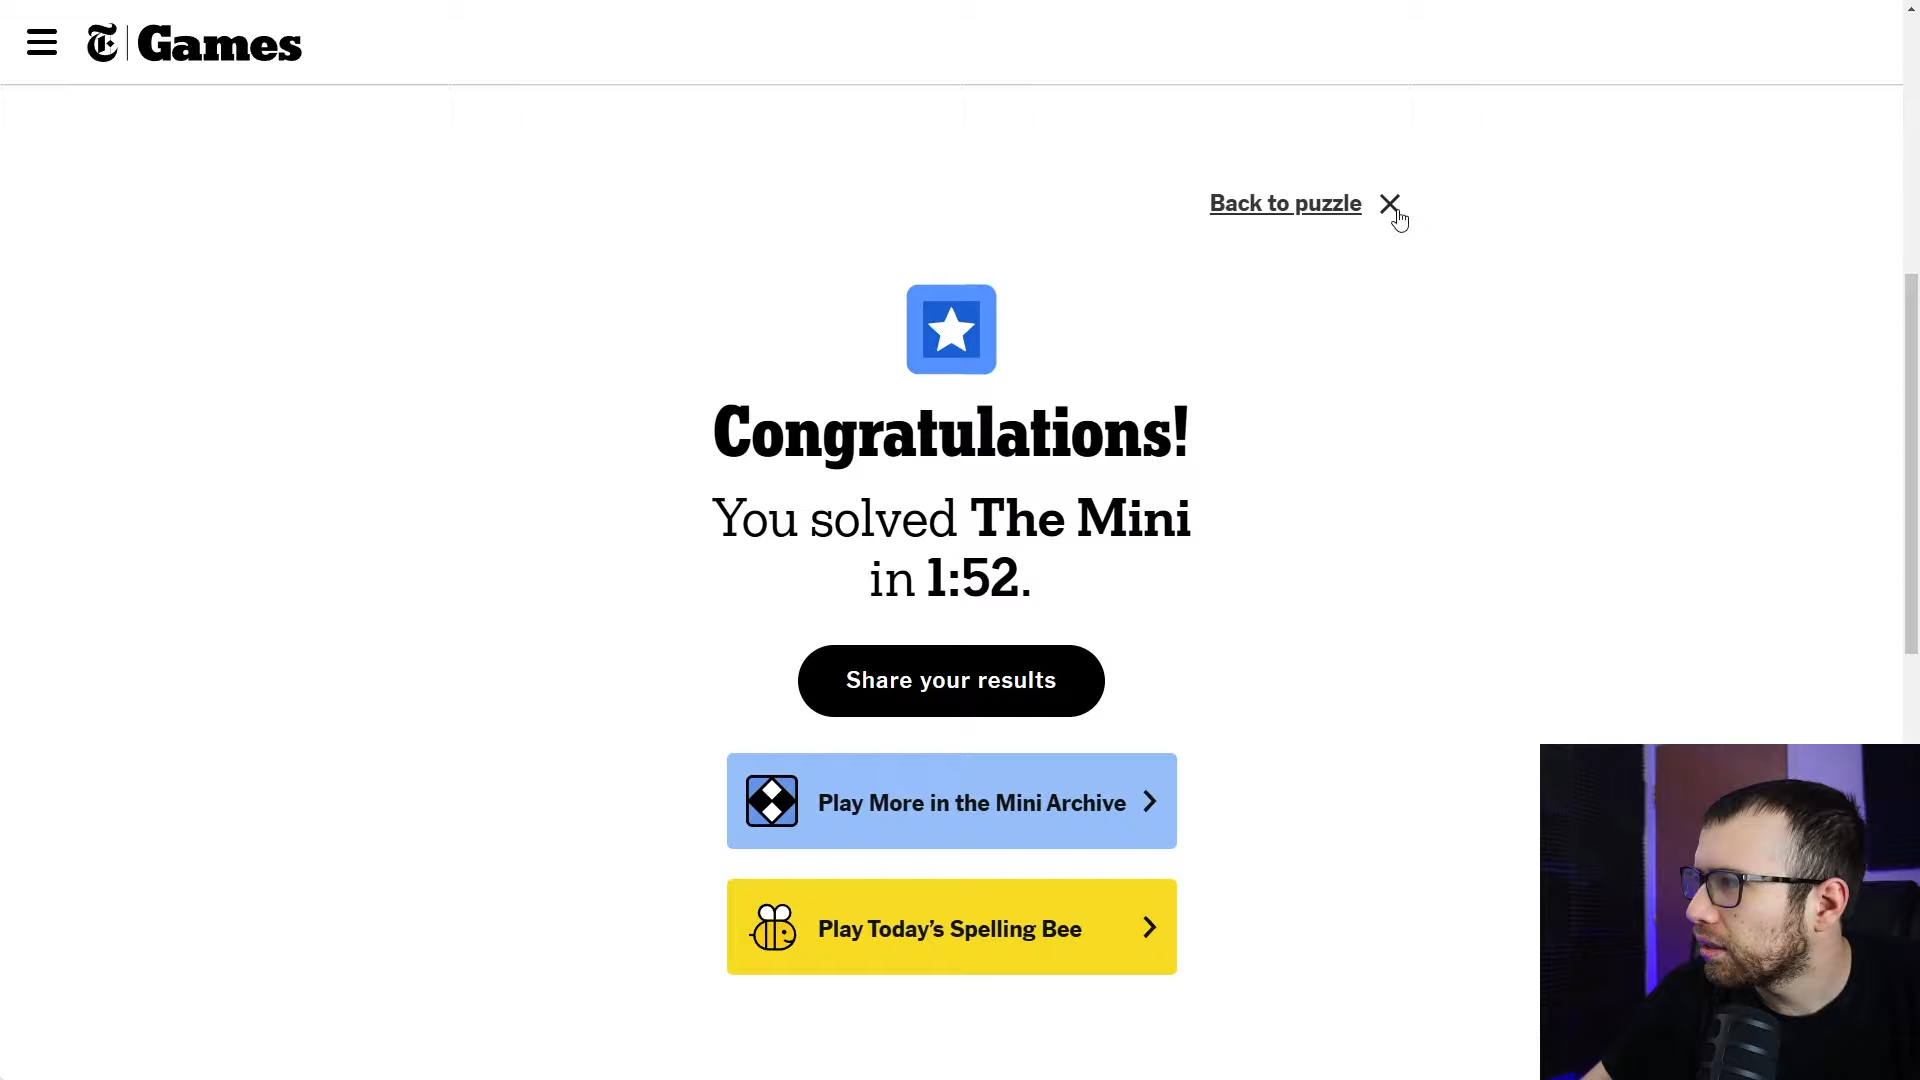 T Games
Back to puzzle
Congratulations!
You solved The Mini
in 1:52.
Share your results
Play More in the Mini Archive
Play Today’s Spelling Bee